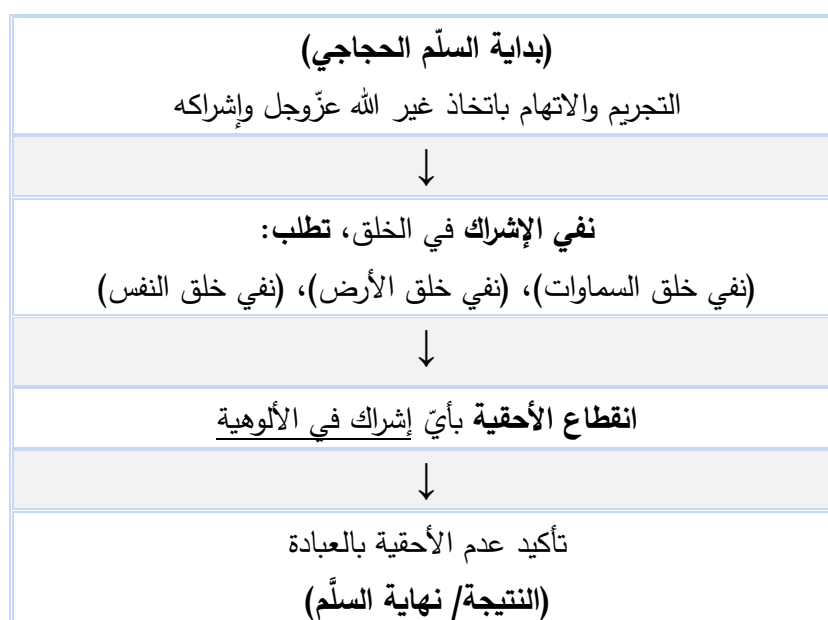 (بداية السلّم الحجاجي)
التجريم والاتهام باتخاذ غير الله عزّوجل وإشراكه
↓
نفي الإشراك في الخلق، تطلب:
(نفي خلق السماوات)، (نفي خلق الأرض)، (نفي خلق النفس)
↓
انقطاع الأحقية بأيّ إشراك في الألوهية
↓
تأكيد عدم الأحقية بالعبادة
(النتيجة/ نهاية السلَّم)